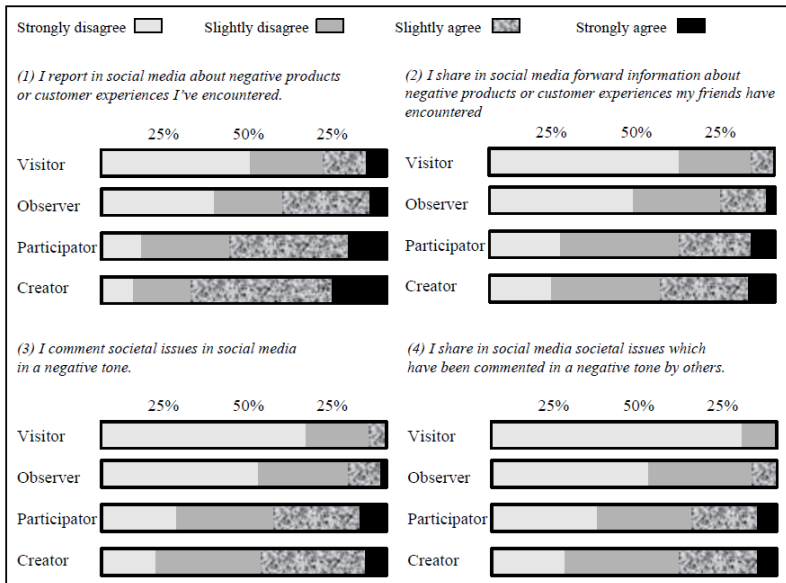 Strongly disagree Slightly disagree Slightly agree Strongly agree
(1) I report in social media about negative products
or customer experiences I've encountered.
25% 50% 25%
Visitor
Observer
Participator
Creator
(2) I share in social media forward information about
negative products or customer experiences my friends have
encountered
25% 50% 25%
Visitor
Observer
Participator
Creator
(3) I comment societal issues in social media
in a negative tone.
25% 50% 25%
Visitor
Observer
Participator
Creator
(4) I share in social media societal issues which
have been commented in a negative tone by others.
25% 50% 25%
Visitor
Observer
Participator
Creator